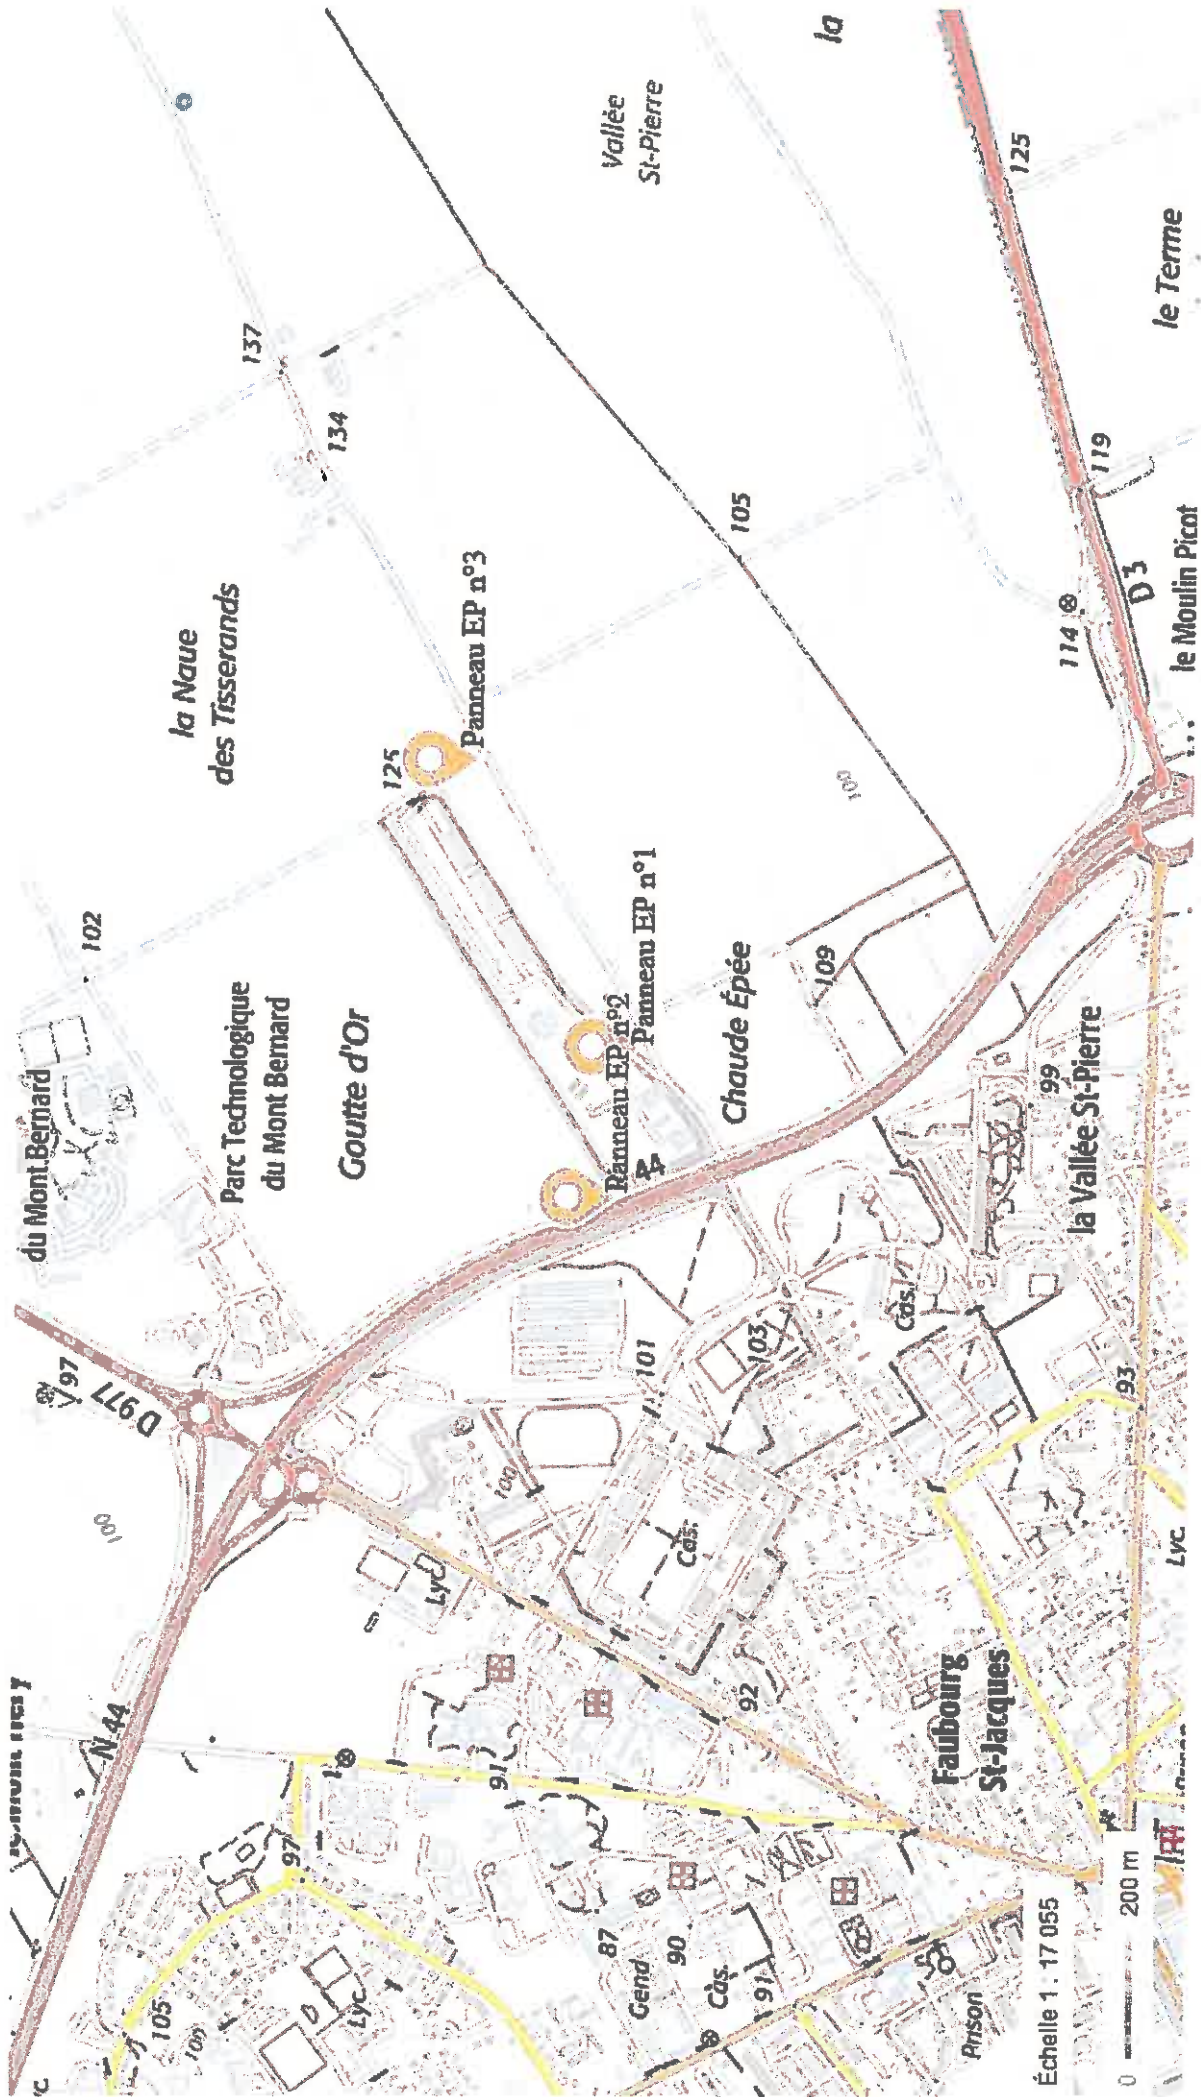 du Mont Bernard
102
Parc Technologique
du Mont Bernard
Goutte d'Or
la Naue
des Tisserands
137
134
125
Panneau EP n°3
Panneau EP n°2
Panneau EP n°1
Chaude Épée
109
Vallée
St-Pierre
la
105
100
125
119
114
D 3
le Terme
le Moulin Picot
97
D 977
100
N 44
44
101
103
100
Cas.
Cas.
99
la Vallée St-Pierre
93
Lyc.
Lyc
92
91
97
105
100
Lyc.
87
90
Gend
Cas.
91
Prison
Faubourg
St-Jacques
Échelle 1 : 17 055
0
200 m